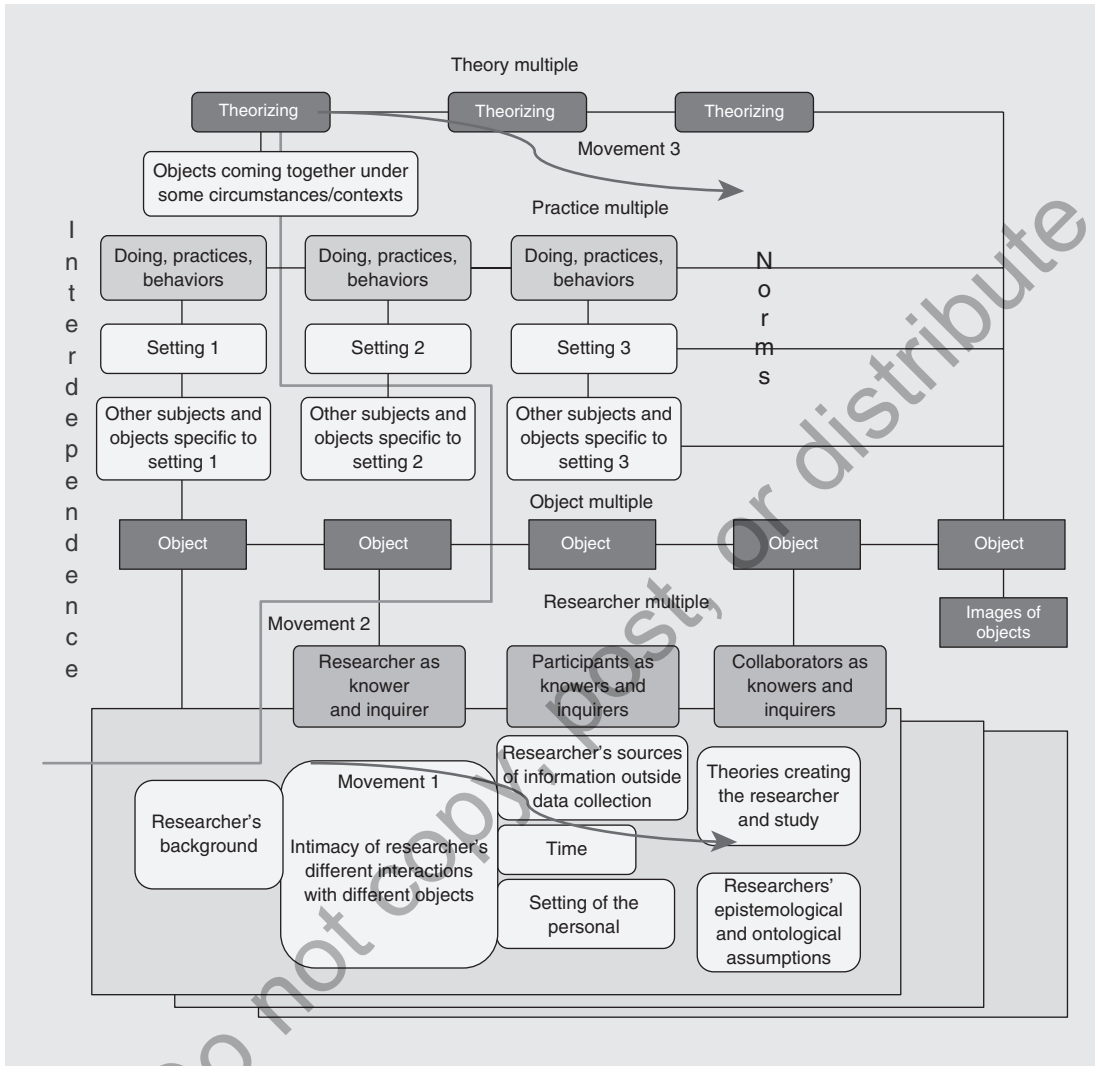 Theory multiple
Theorizing
Theorizing
Theorizing
Movement 3
Objects coming together under
some circumstances/contexts
Practice multiple
Interdependence
Norms
Doing, practices,
behaviors
Doing, practices,
behaviors
Doing, practices,
behaviors
Setting 1
Setting 2
Setting 3
Other subjects and
objects specific to
setting 1
Other subjects and
objects specific to
setting 2
Other subjects and
objects specific to
setting 3
Object multiple
Object
Object
Object
Object
Object
Images of
objects
Researcher multiple
Movement 2
Researcher as
knower
and inquirer
Participants as
knowers and
inquirers
Collaborators as
knowers and
inquirers
Researcher's
background
Movement 1
Intimacy of researcher's
different interactions
with different objects
Researcher's sources
of information outside
data collection
Time
Setting of the
personal
Theories creating
the researcher
and study
Researchers'
epistemological
and ontological
assumptions
Do not copy, post, or distribute